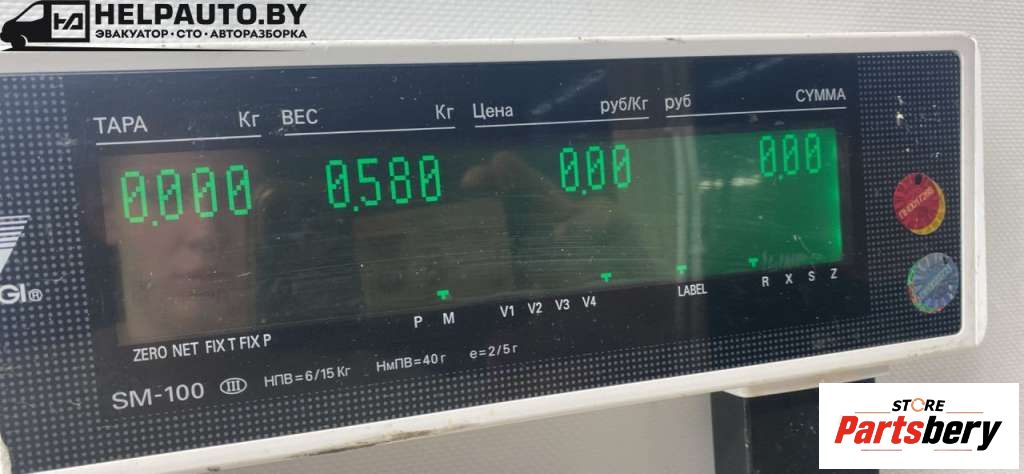 HELPAUTO.BY
ЭВАКУАТОР·СТО·АВТОРАЗБОРКА
ТАРА Кг ВЕС Кг Цена руб/Кг руб СУММА
0.000 0.580 0.00 0.00
GI®
P M V1 V2 V3 V4 LABEL R X S Z
ZERO NET FIX T FIX P
SM-100 III НПВ=6/15 Кг НмПВ=40 г e=2/5 г
STORE
Partsbery